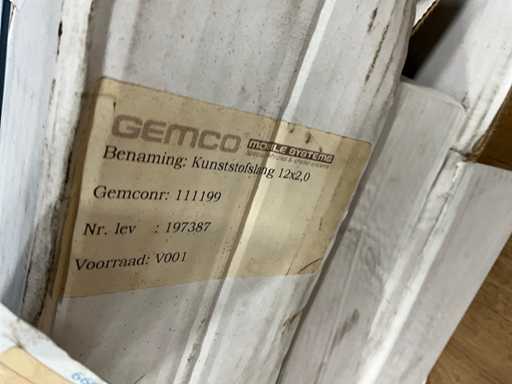 GEMCO MOBILE SYSTEMS
Benaming: Kunststofslang 12x2,0
Gemconr: 111199
Nr. lev : 197387
Voorraad: V001